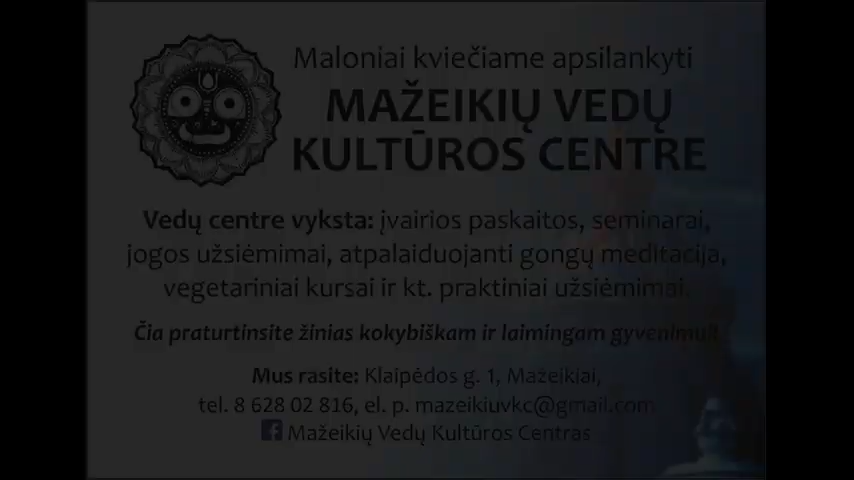 Maloniai kviečiame apsilankyti
MAŽEIKIŲ VEDŲ
KULTŪROS CENTRE
Vedų centre vyksta: įvairios paskaitos, seminarai,
jogos užsiėmimai, atpalaiduojanti gongų meditacija,
vegetariniai kursai ir kt. praktiniai užsiėmimai.
Čia praturtinsite žinias kokybiškam ir laimingam gyvenimui!
Mus rasite: Klaipėdos g. 1, Mažeikiai,
tel. 8 628 02 816, el. p. mazeikiuvkc@gmail.com
Mažeikių Vedų Kultūros Centras